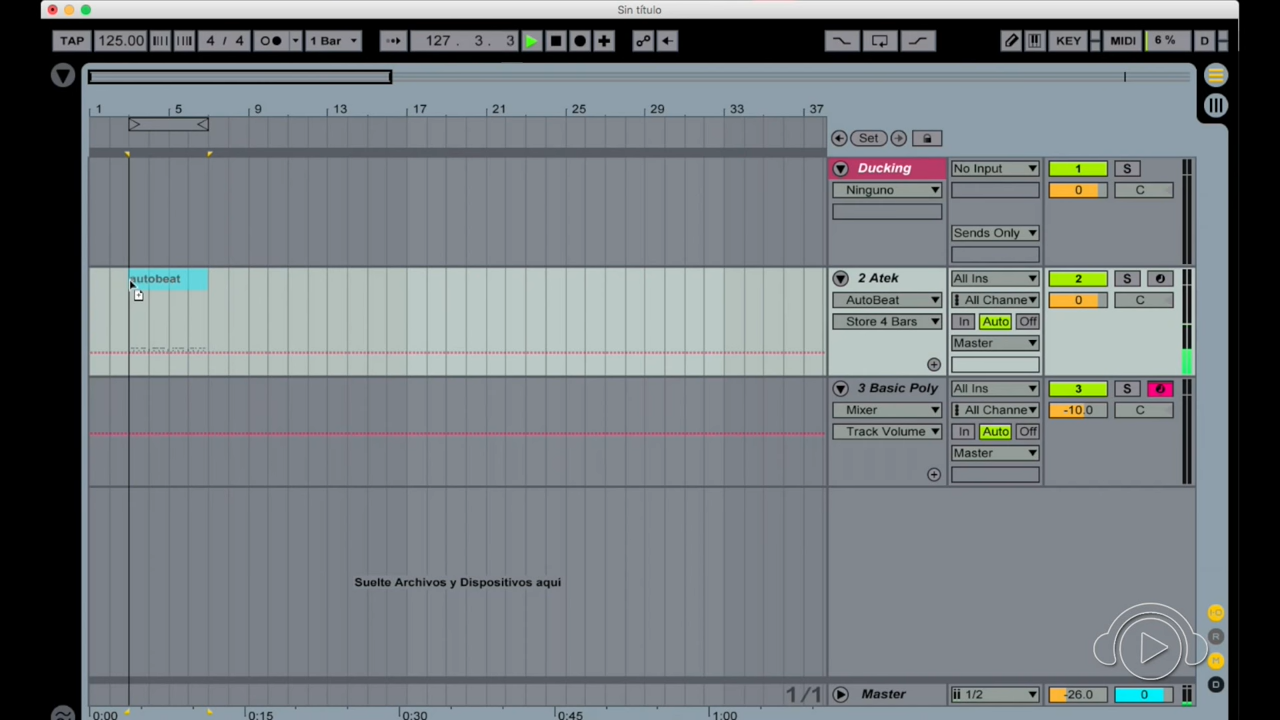 Sin título
TAP 125.00 4 / 4 1 Bar 127 . 3 . 3 KEY MIDI 6 % D
1 5 9 13 17 21 25 29 33 37
Set
Ducking No Input 1 S
Ninguno 0 C
Sends Only
autobeat 2 Atek All Ins 2 S
AutoBeat All Channe 0 C
Store 4 Bars In Auto Off
Master
3 Basic Poly All Ins 3 S
Mixer All Channe -10.0 C
Track Volume In Auto Off
Master
Suelte Archivos y Dispositivos aqui
R
M
D
1/1 Master 1/2 -26.0 0
0:00 0:15 0:30 0:45 1:00